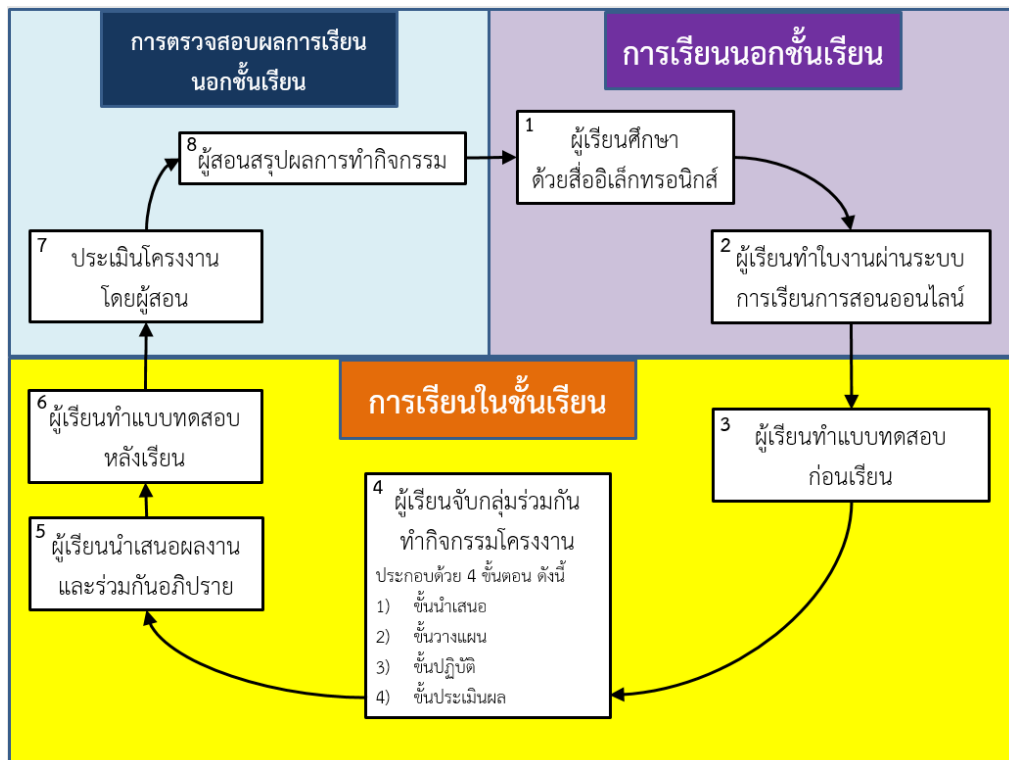 การตรวจสอบผลการเรียน
นอกชั้นเรียน
การเรียนนอกชั้นเรียน
1
ผู้เรียนศึกษา
ด้วยสื่ออิเล็กทรอนิกส์
2
ผู้เรียนทำใบงานผ่านระบบ
การเรียนการสอนออนไลน์
การเรียนในชั้นเรียน
3
ผู้เรียนทำแบบทดสอบ
ก่อนเรียน
4
ผู้เรียนจับกลุ่มร่วมกัน
ทำกิจกรรมโครงงาน
ประกอบด้วย 4 ขั้นตอน ดังนี้
1) ขั้นนำเสนอ
2) ขั้นวางแผน
3) ขั้นปฏิบัติ
4) ขั้นประเมินผล
5
ผู้เรียนนำเสนอผลงาน
และร่วมกันอภิปราย
6
ผู้เรียนทำแบบทดสอบ
หลังเรียน
7
ประเมินโครงงาน
โดยผู้สอน
8
ผู้สอนสรุปผลการทำกิจกรรม